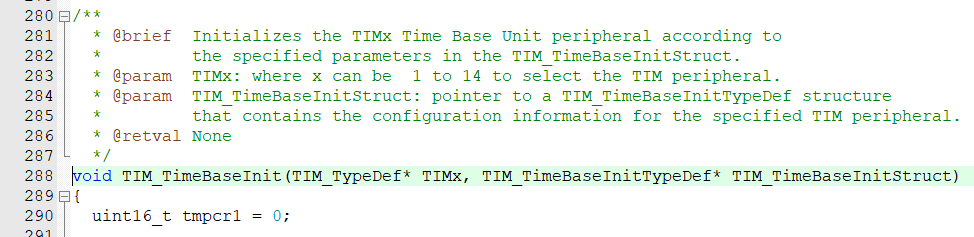 280 /**
281 * @brief Initializes the TIMx Time Base Unit peripheral according to
282 * the specified parameters in the TIM_TimeBaseInitStruct.
283 * @param TIMx: where x can be  1 to 14 to select the TIM peripheral.
284 * @param TIM_TimeBaseInitStruct: pointer to a TIM_TimeBaseInitTypeDef structure
285 * that contains the configuration information for the specified TIM peripheral.
286 * @retval None
287 */
288 void TIM_TimeBaseInit(TIM_TypeDef* TIMx, TIM_TimeBaseInitTypeDef* TIM_TimeBaseInitStruct)
289 {
290 uint16_t tmpcr1 = 0;
291